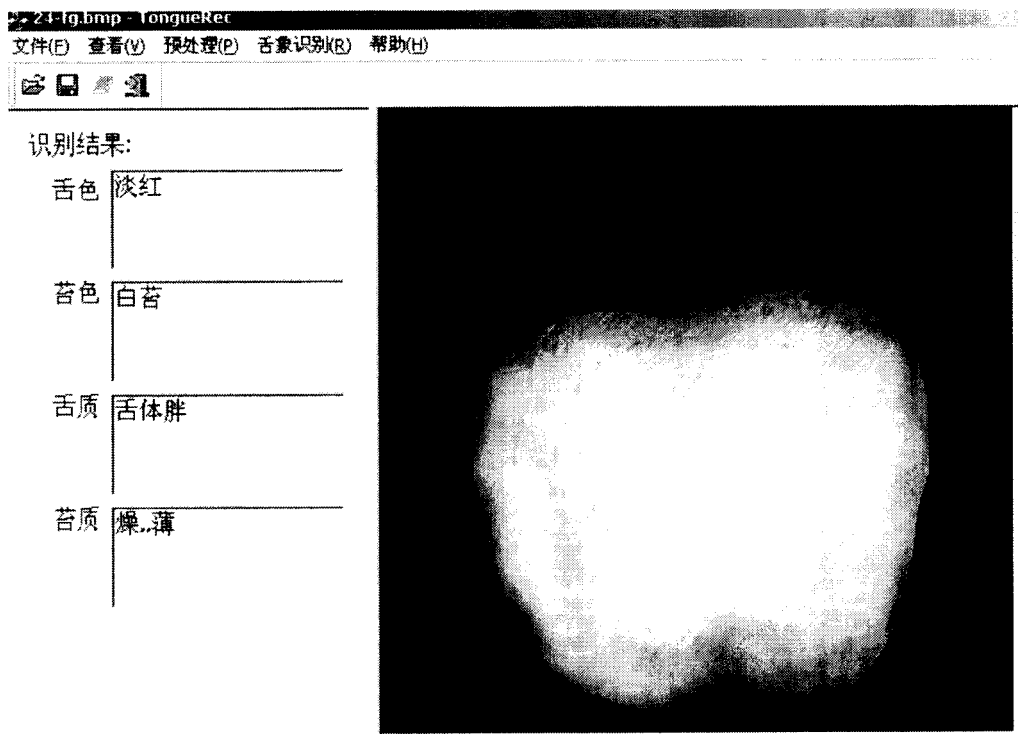 24-fg.bmp - TongueRec
文件(F) 查看(V) 预处理(P) 舌象识别(R) 帮助(H)
识别结果:
舌色 淡红
苔色 白苔
舌质 舌体胖
苔质 燥,,薄